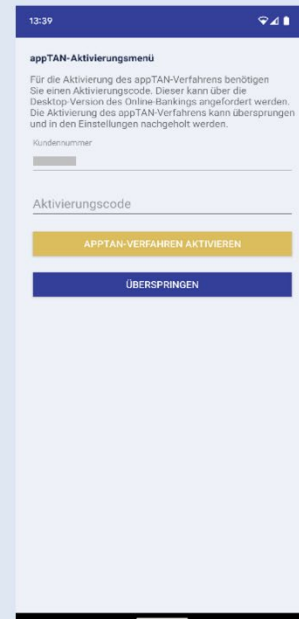 13:39
appTAN-Aktivierungsmenü
Für die Aktivierung des appTAN-Verfahrens benötigen
Sie einen Aktivierungscode. Dieser kann über die
Desktop-Version des Online-Bankings angefordert werden.
Die Aktivierung des appTAN-Verfahrens kann übersprungen
und in den Einstellungen nachgeholt werden.
Kundennummer
Aktivierungscode
APPTAN-VERFAHREN AKTIVIEREN
ÜBERSPRINGEN